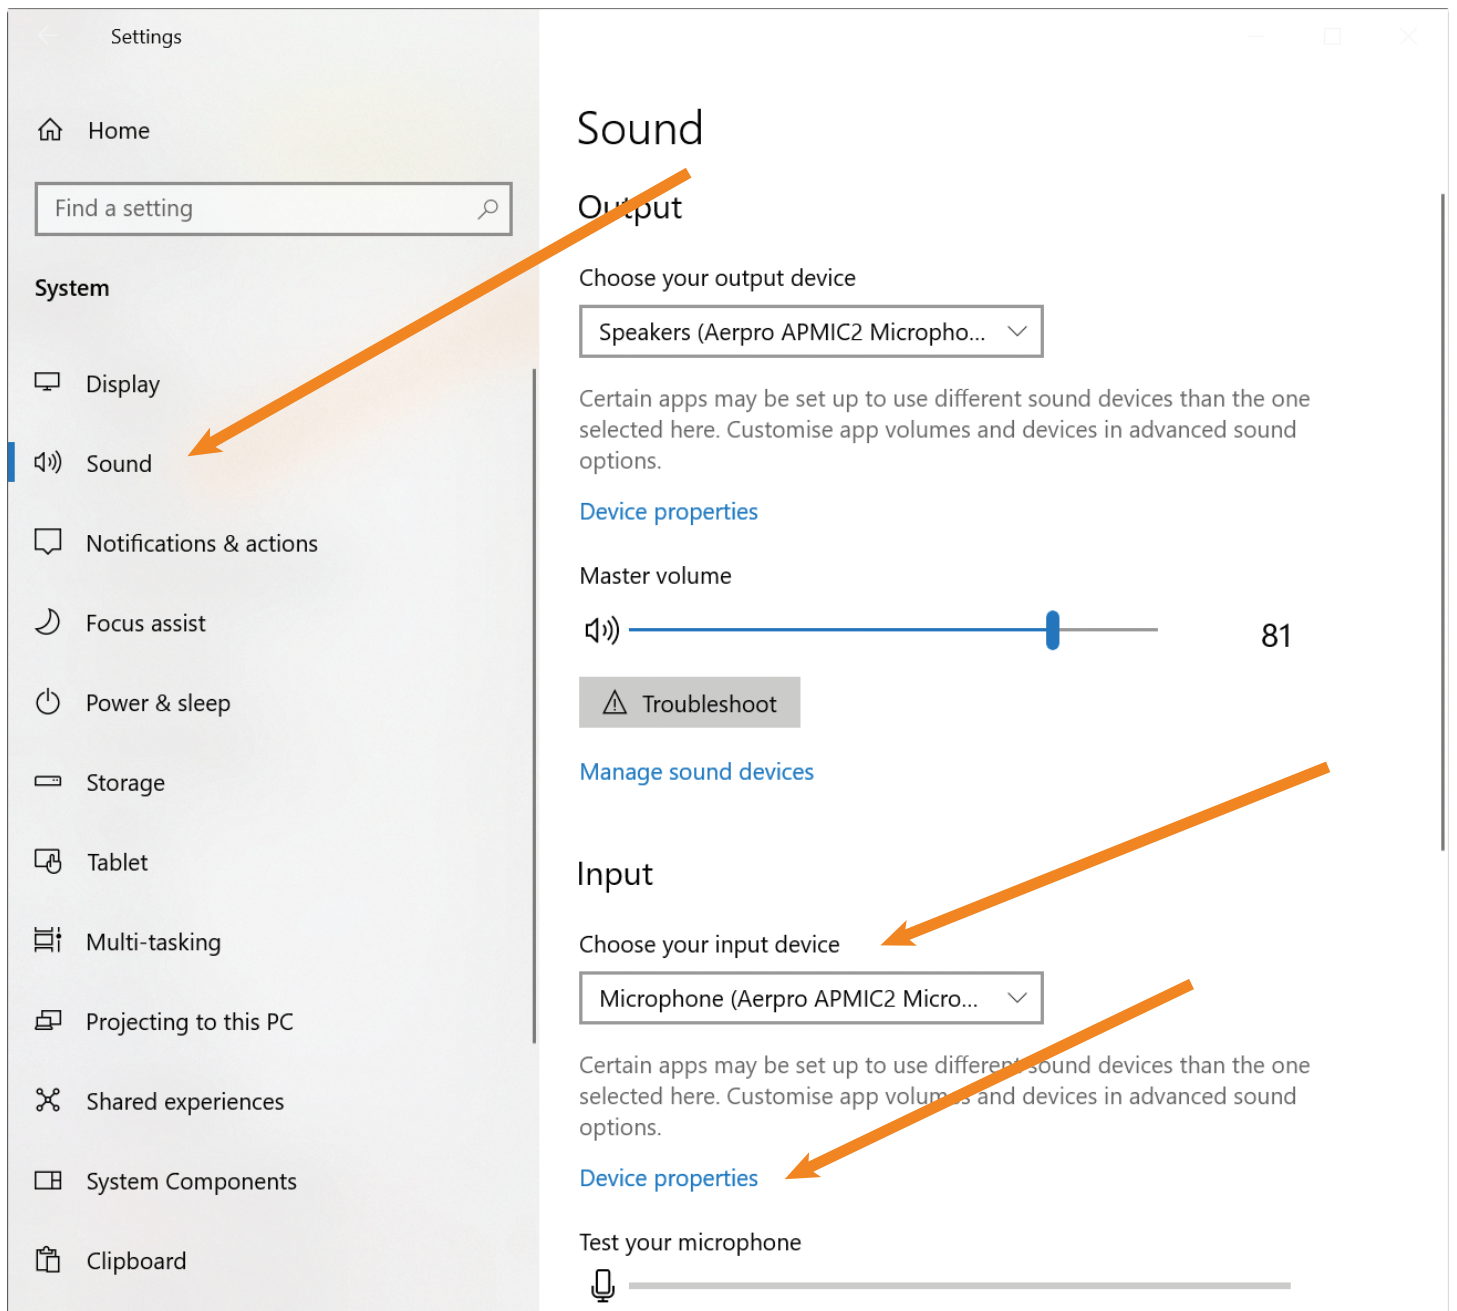 Settings
Home
Find a setting
System
Display
Sound
Notifications & actions
Focus assist
Power & sleep
Storage
Tablet
Multi-tasking
Projecting to this PC
Shared experiences
System Components
Clipboard
Sound
Output
Choose your output device
Speakers (Aerpro APMIC2 Micropho...
Certain apps may be set up to use different sound devices than the one
selected here. Customise app volumes and devices in advanced sound
options.
Device properties
Master volume
81
Troubleshoot
Manage sound devices
Input
Choose your input device
Microphone (Aerpro APMIC2 Micro...
Certain apps may be set up to use different sound devices than the one
selected here. Customise app volumes and devices in advanced sound
options.
Device properties
Test your microphone